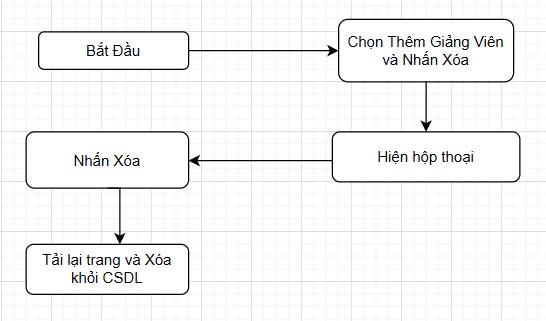 Bắt Đầu
Chọn Thêm Giảng Viên
và Nhấn Xóa
Hiện hộp thoại
Nhấn Xóa
Tải lại trang và Xóa
khỏi CSDL